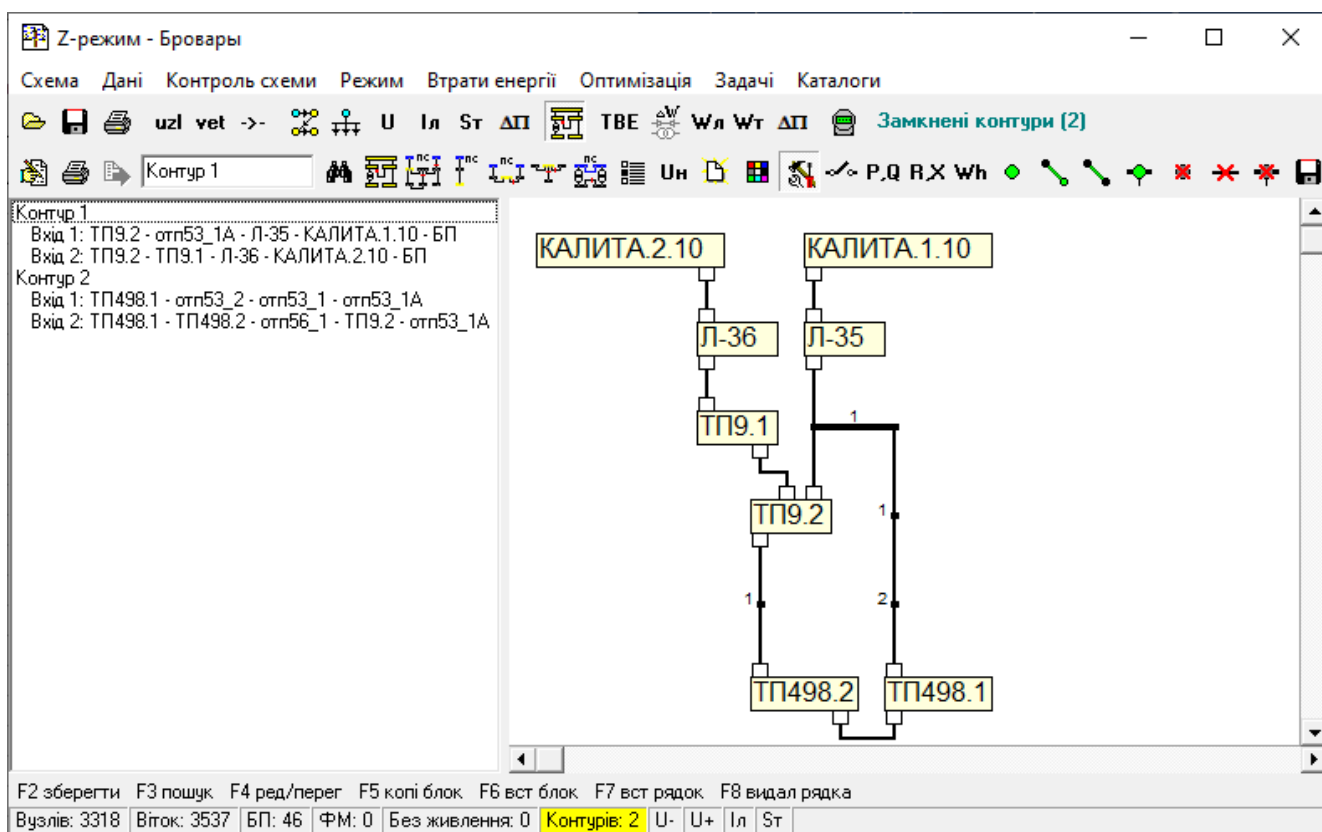 Z-режим - Бровары
Схема Дані Контроль схеми Режим Втрати енергії Оптимізація Задачі Каталоги
uzl vet ->- U Iл Sт ΔП ТВЕ ΔW Wл Wт ΔП Замкнені контури (2)
Контур 1 ПС ПС ПС ПС Uн P,Q R,X Wh
Контур 1
Вхід 1: ТП9.2 - отп53_1А - Л-35 - КАЛИТА.1.10 - БП
Вхід 2: ТП9.2 - ТП9.1 - Л-36 - КАЛИТА.2.10 - БП
Контур 2
Вхід 1: ТП498.1 - отп53_2 - отп53_1 - отп53_1А
Вхід 2: ТП498.1 - ТП498.2 - отп56_1 - ТП9.2 - отп53_1А
КАЛИТА.2.10 КАЛИТА.1.10
Л-36 Л-35
ТП9.1 1
ТП9.2 1
1 2
ТП498.2 ТП498.1
F2 зберегти F3 пошук F4 ред/перег F5 копі блок F6 вст блок F7 вст рядок F8 видал рядка
Вузлів: 3318 Віток: 3537 БП: 46 ФМ: 0 Без живлення: 0 Контурів: 2 U- U+ Iл Sт